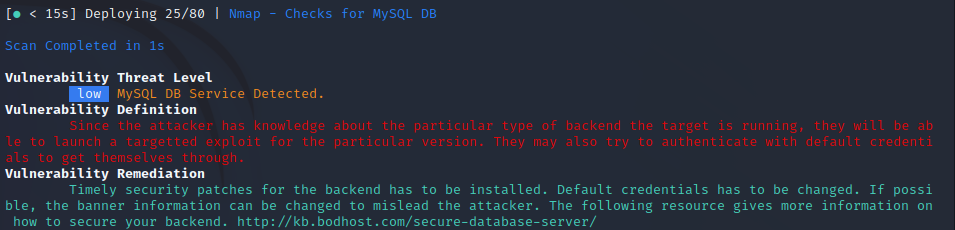 [● < 15s] Deploying 25/80 | Nmap - Checks for MySQL DB
Scan Completed in 1s
Vulnerability Threat Level
low MySQL DB Service Detected.
Vulnerability Definition
Since the attacker has knowledge about the particular type of backend the target is running, they will be ab
le to launch a targetted exploit for the particular version. They may also try to authenticate with default credenti
als to get themselves through.
Vulnerability Remediation
Timely security patches for the backend has to be installed. Default credentials has to be changed. If possi
ble, the banner information can be changed to mislead the attacker. The following resource gives more information on
how to secure your backend. http://kb.bodhost.com/secure-database-server/